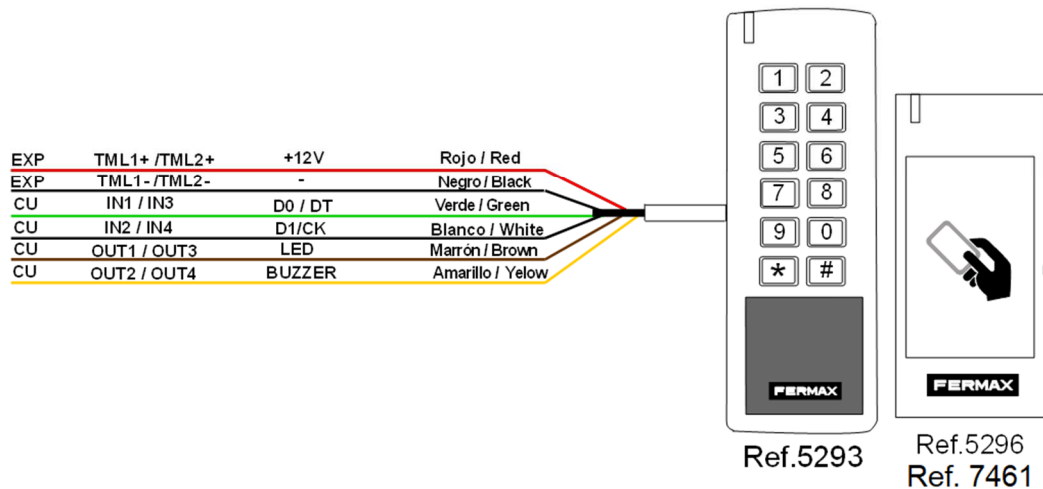 EXP TML1+ /TML2+ +12V Rojo / Red
EXP TML1- /TML2- - Negro / Black
CU IN1 / IN3 D0 / DT Verde / Green
CU IN2 / IN4 D1/CK Blanco / White
CU OUT1 / OUT3 LED Marrón / Brown
CU OUT2 / OUT4 BUZZER Amarillo / Yelow
1 2
3 4
5 6
7 8
9 0
* #
FERMAX
Ref.5293
FERMAX
Ref.5296
Ref. 7461